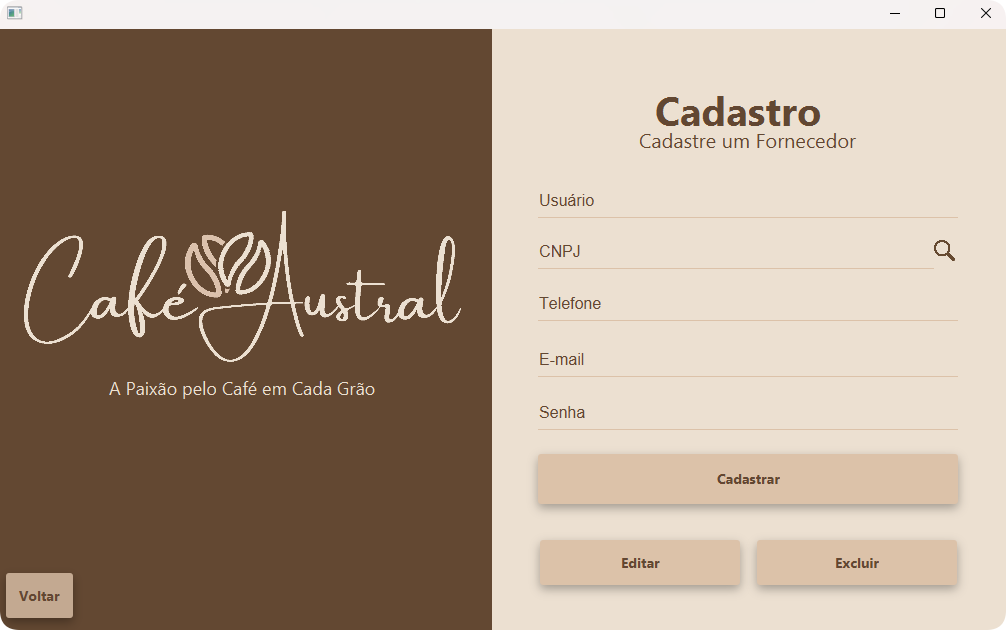 Café Austral
A Paixão pelo Café em Cada Grão
Voltar
Cadastro
Cadastre um Fornecedor
Usuário
CNPJ
Telefone
E-mail
Senha
Cadastrar
Editar
Excluir